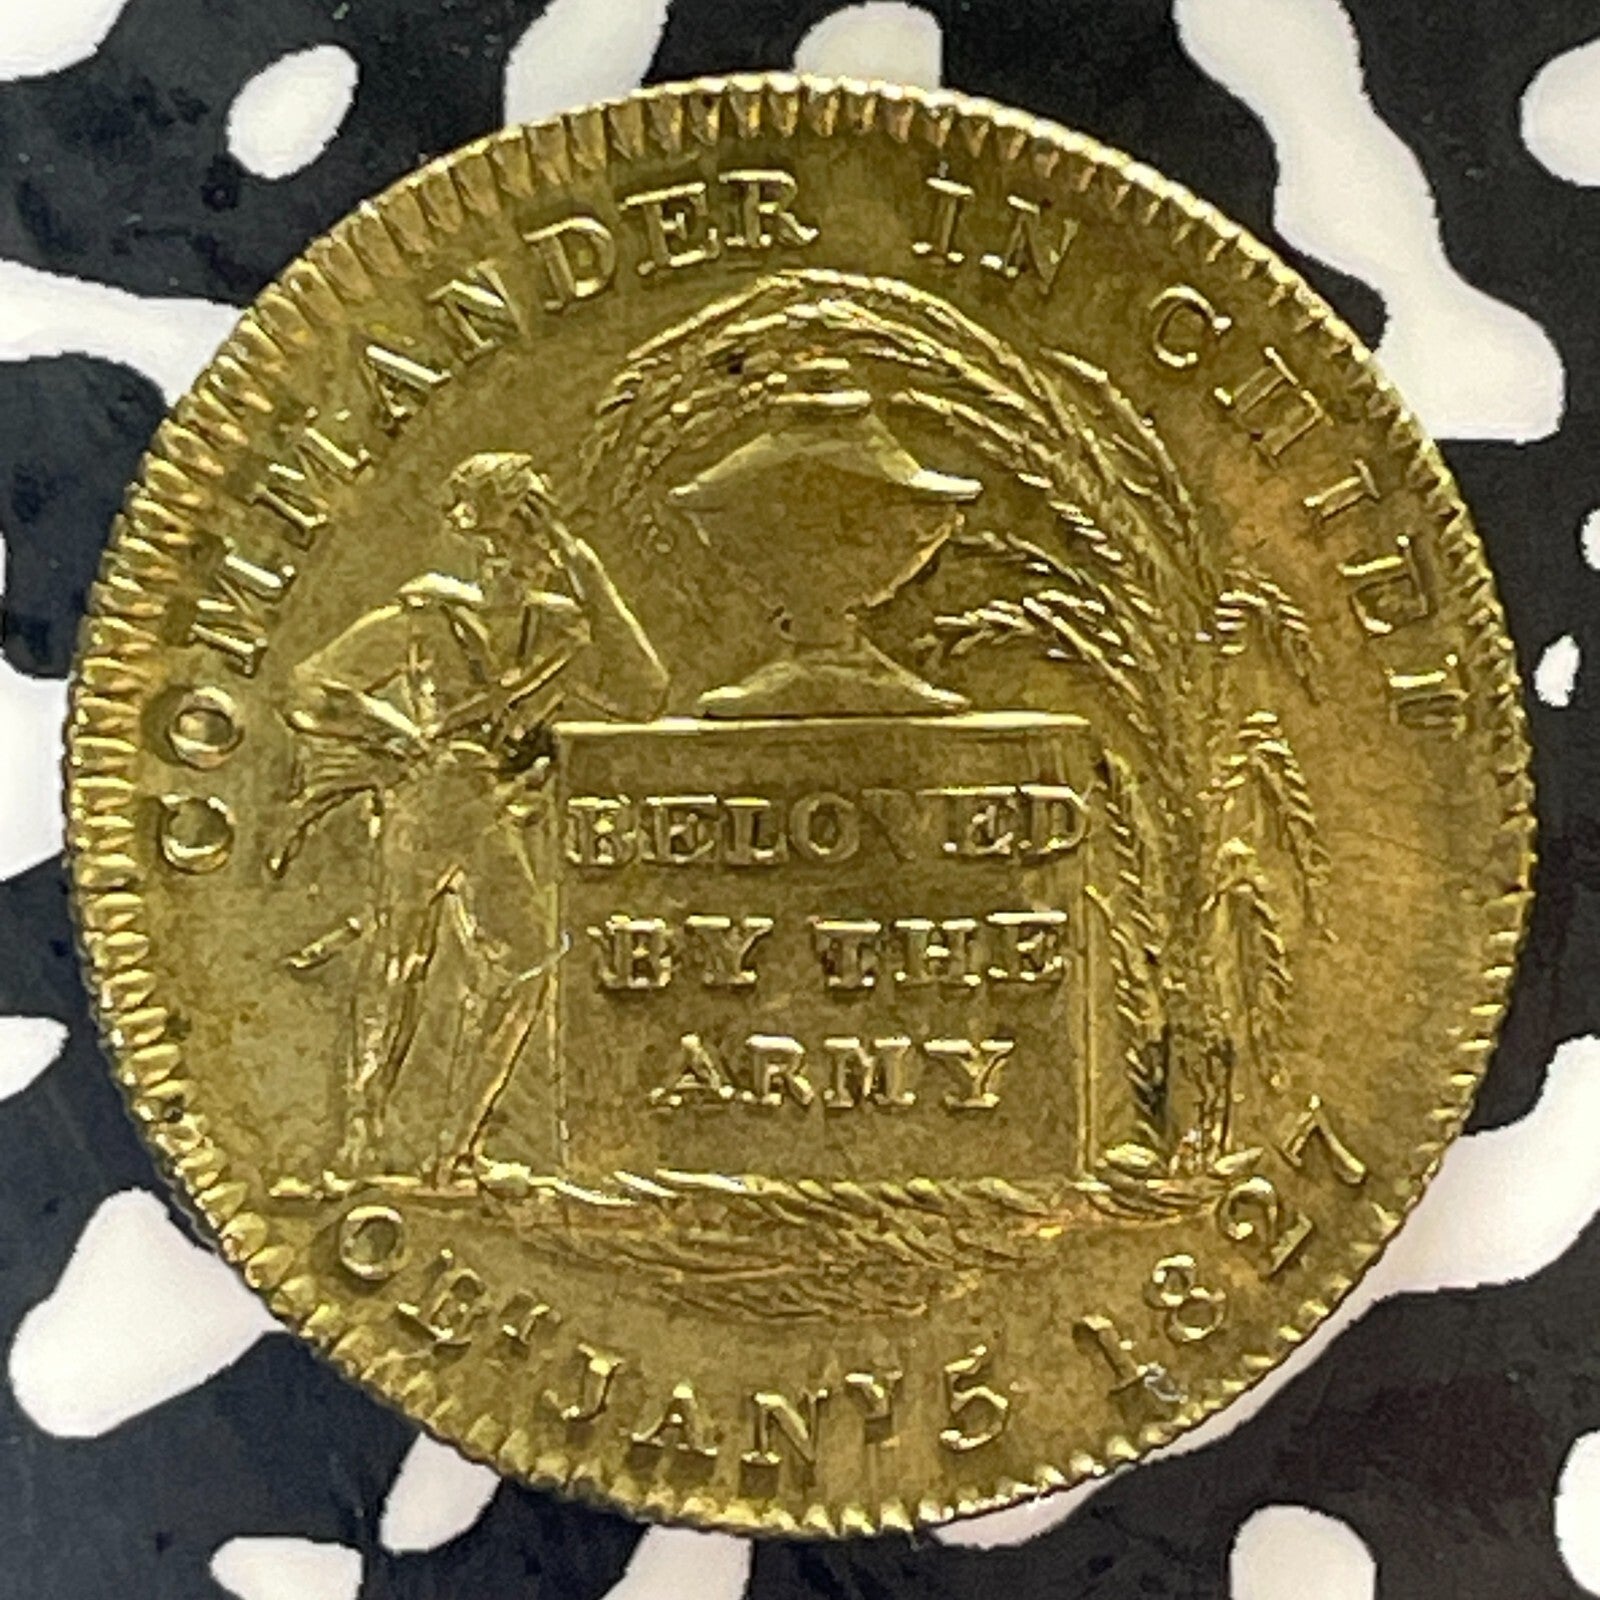 COMMANDER IN CHIEF
BELOVED
BY THE
ARMY
OBT JANY 5 1827